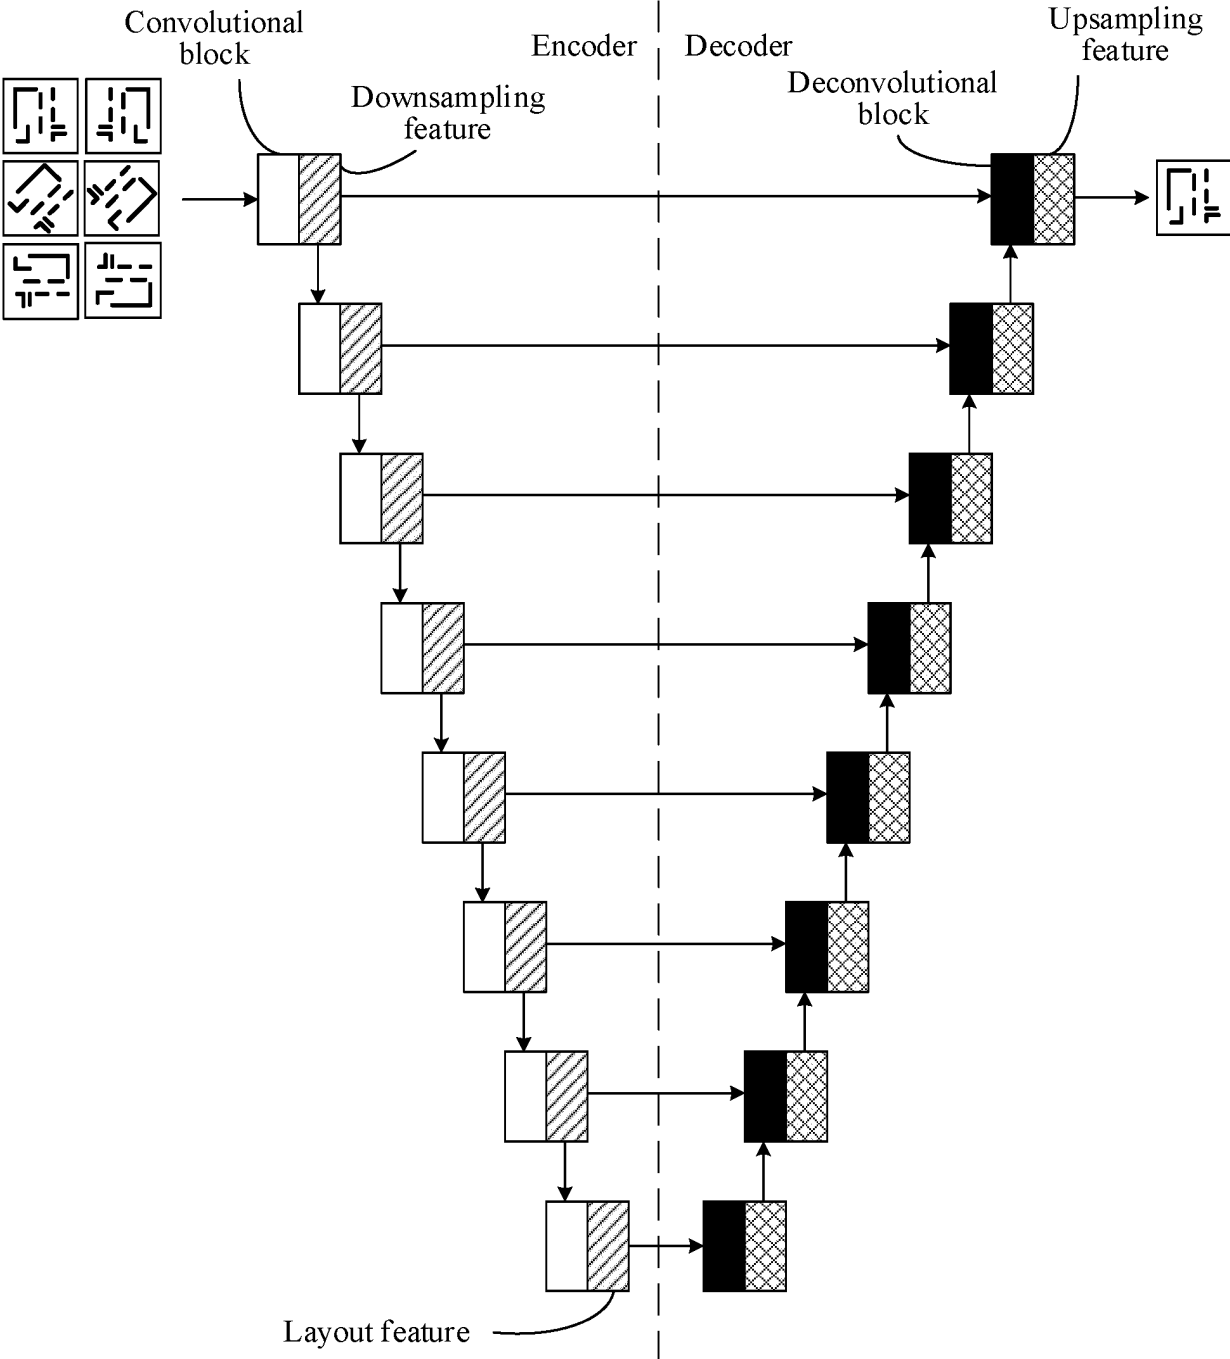 Convolutional
block
Downsampling
feature
Encoder
Decoder
Deconvolutional
block
Upsampling
feature
Layout feature